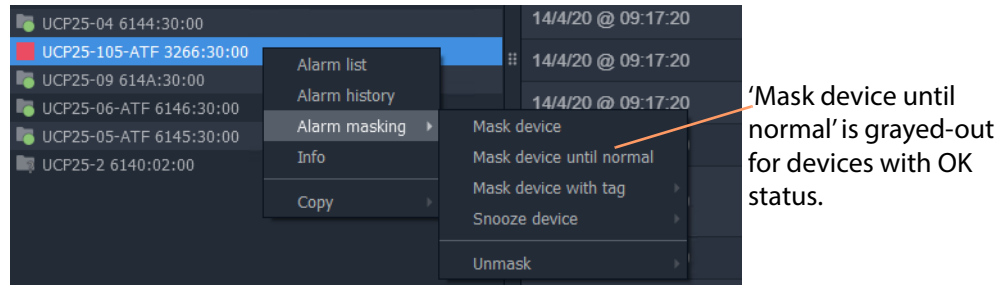 UCP25-04 6144:30:00
UCP25-105-ATF 3266:30:00
UCP25-09 614A:30:00
UCP25-06-ATF 6146:30:00
UCP25-05-ATF 6145:30:00
UCP25-2 6140:02:00
Alarm list
Alarm history
Alarm masking
Info
Copy
Mask device
Mask device until normal
Mask device with tag
Snooze device
Unmask
14/4/20 @ 09:17:20
14/4/20 @ 09:17:20
14/4/20 @ 09:17:20
‘Mask device until
normal’ is grayed-out
for devices with OK
status.